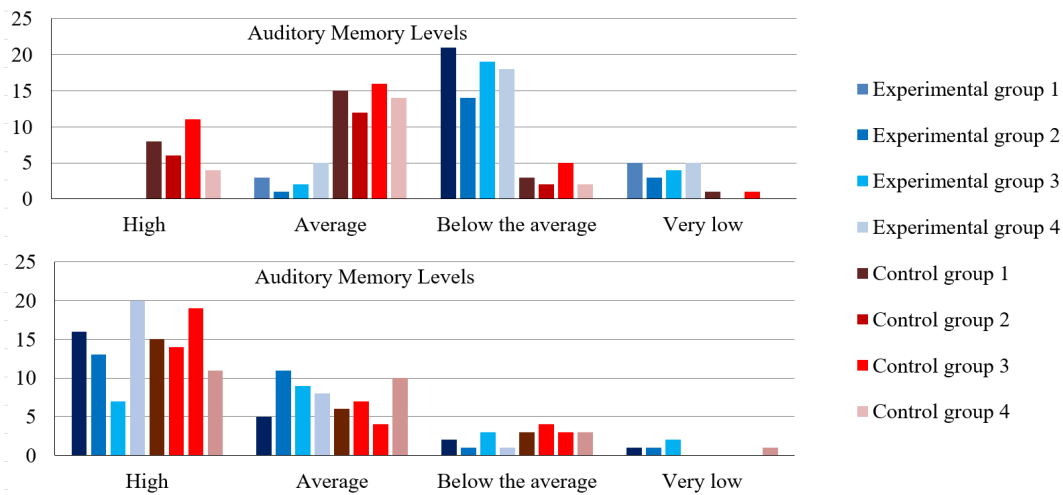 Auditory Memory Levels
25
20
15
10
5
0
High Average Below the average Very low
Auditory Memory Levels
25
20
15
10
5
0
High Average Below the average Very low
Experimental group 1
Experimental group 2
Experimental group 3
Experimental group 4
Control group 1
Control group 2
Control group 3
Control group 4